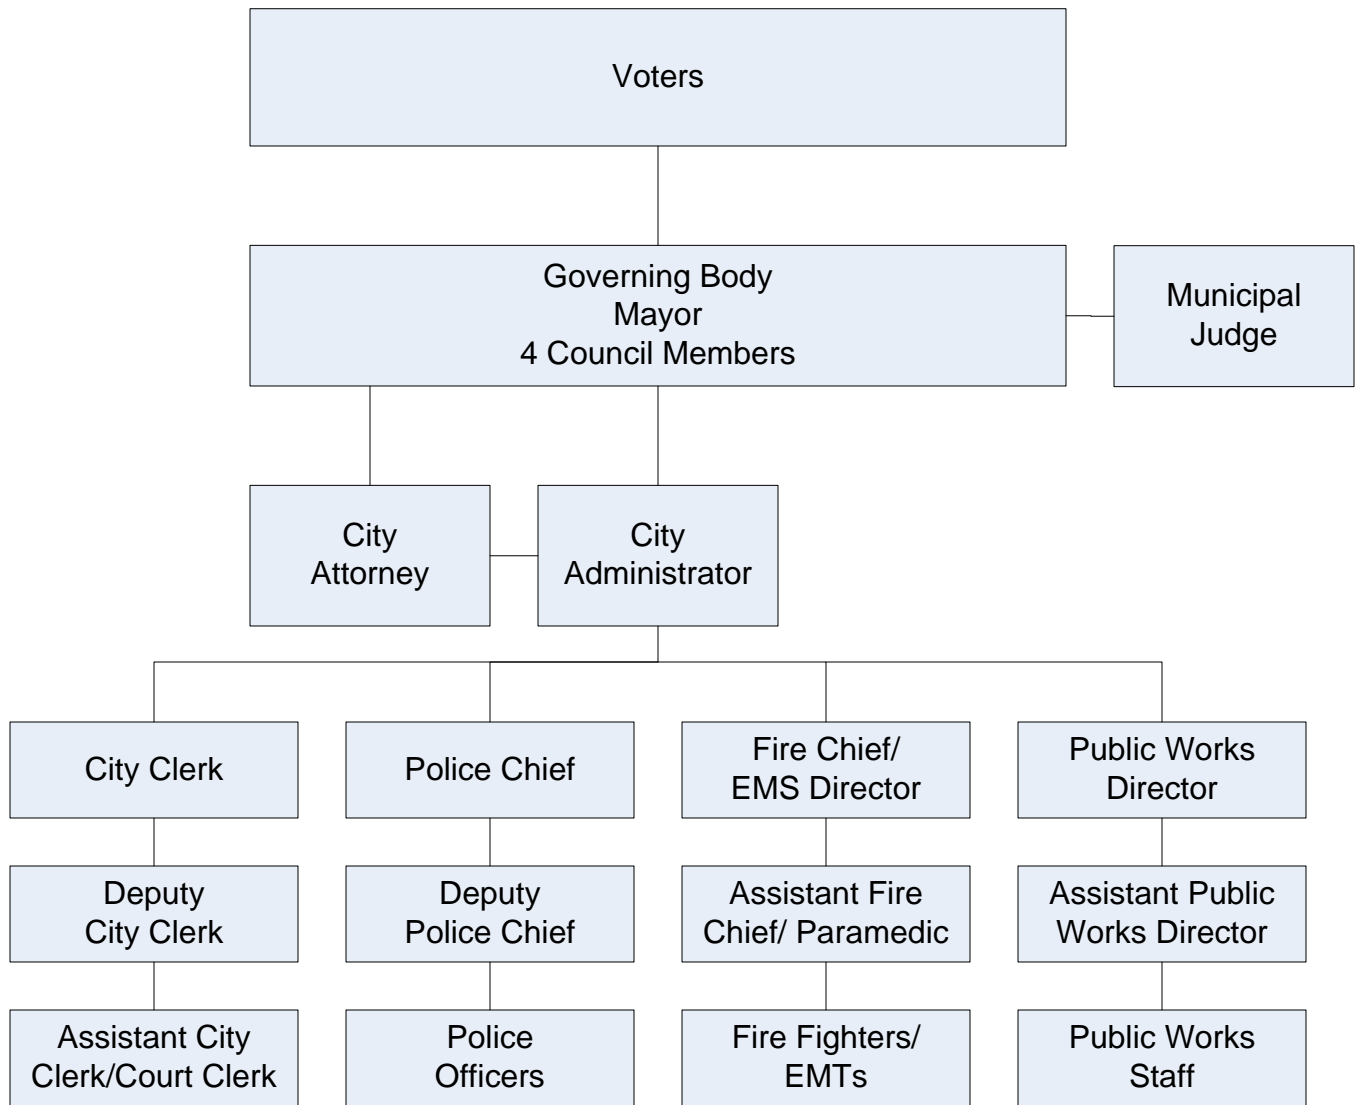 Voters
Governing Body
Mayor
4 Council Members
Municipal
Judge
City
Attorney
City
Administrator
City Clerk
Police Chief
Fire Chief/
EMS Director
Public Works
Director
Deputy
City Clerk
Deputy
Police Chief
Assistant Fire
Chief/ Paramedic
Assistant Public
Works Director
Assistant City
Clerk/Court Clerk
Police
Officers
Fire Fighters/
EMTs
Public Works
Staff